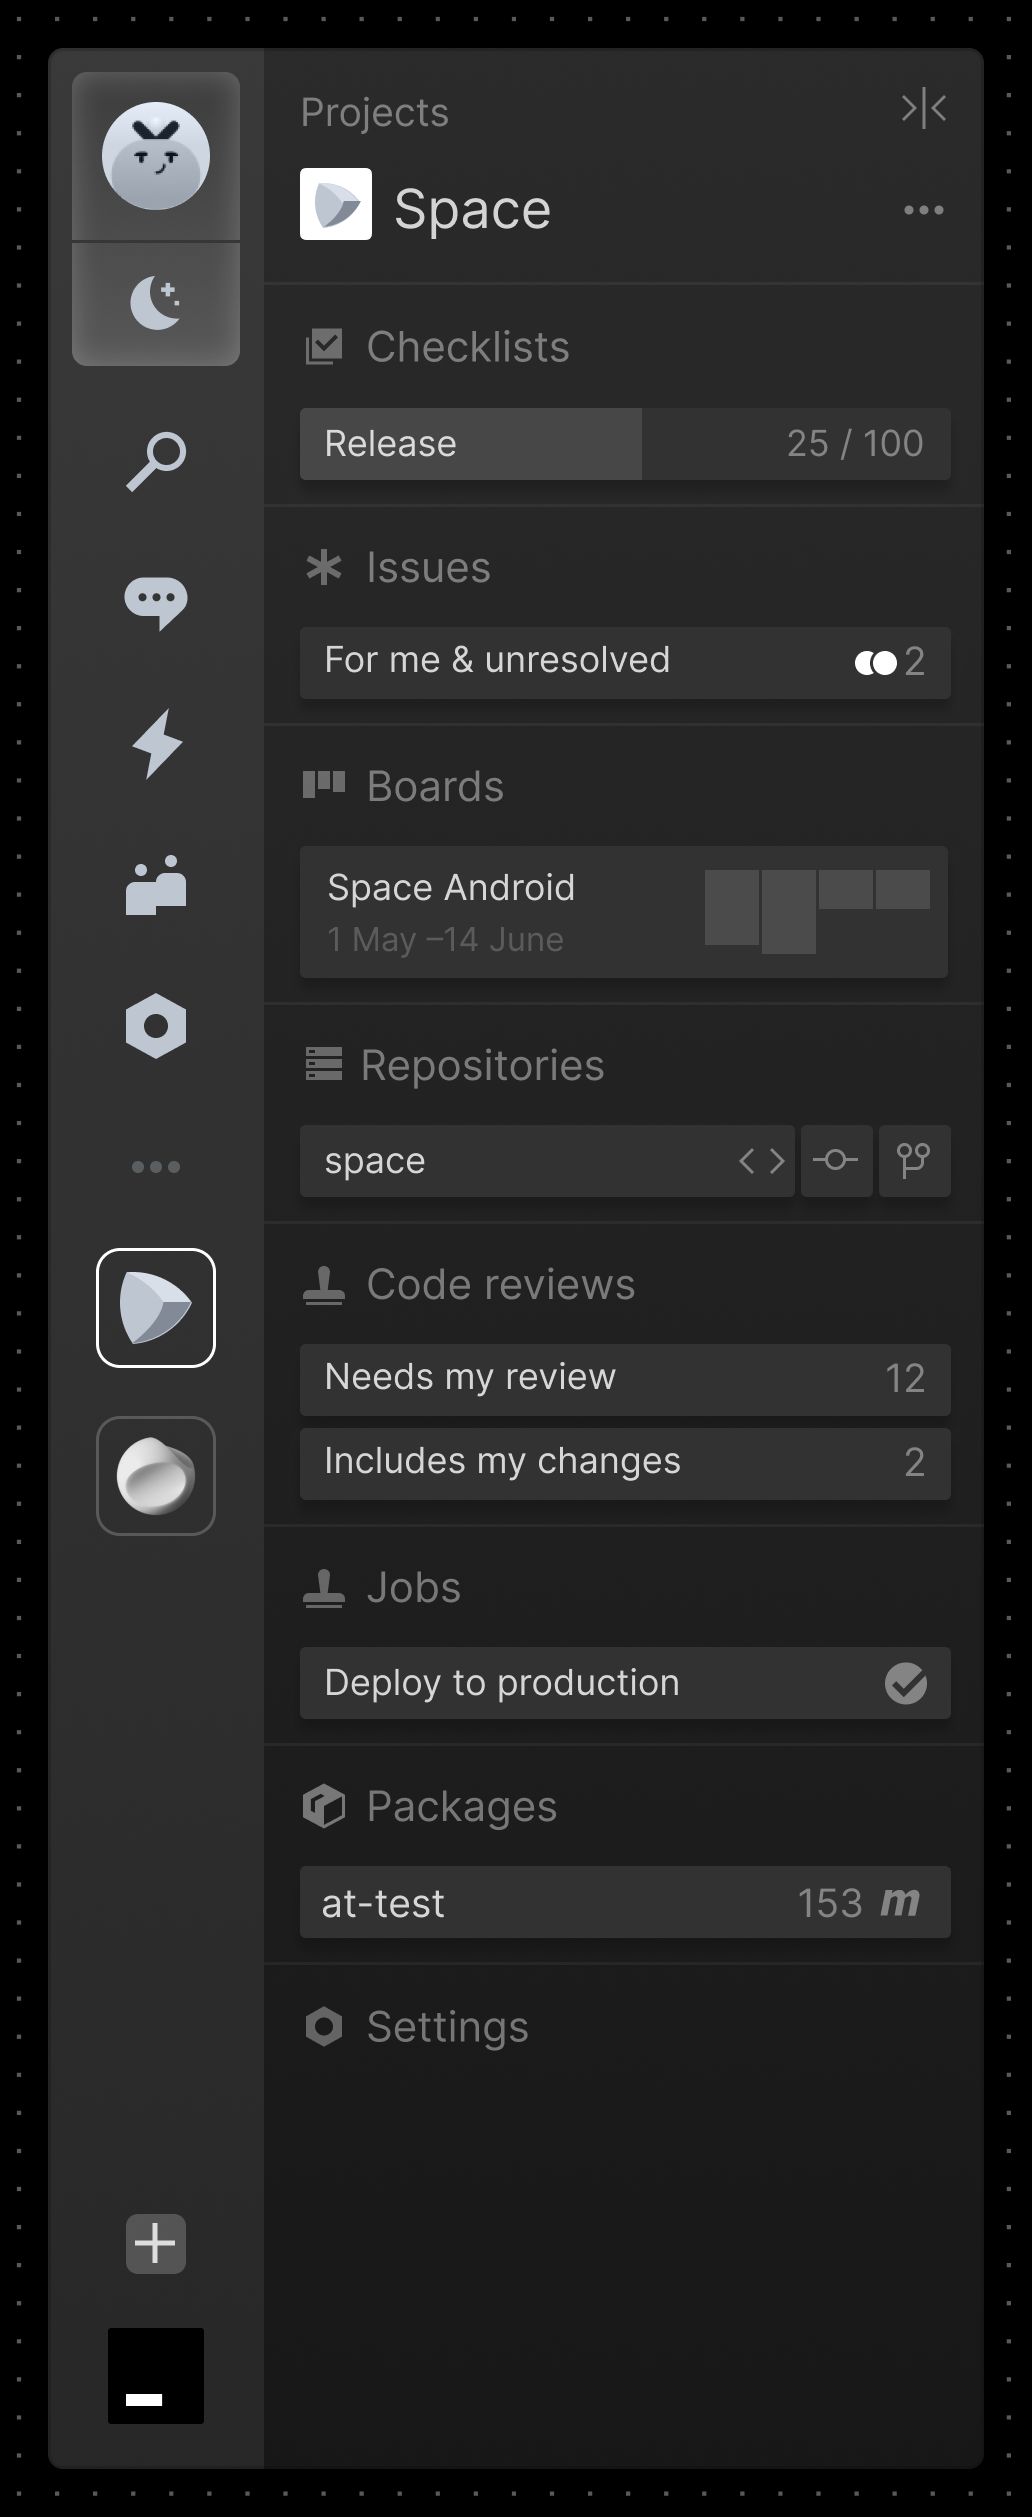 Projects
Space
Checklists
Release 25 / 100
Issues
For me & unresolved 2
Boards
Space Android
1 May –14 June
Repositories
space
Code reviews
Needs my review 12
Includes my changes 2
Jobs
Deploy to production
Packages
at-test 153 m
Settings